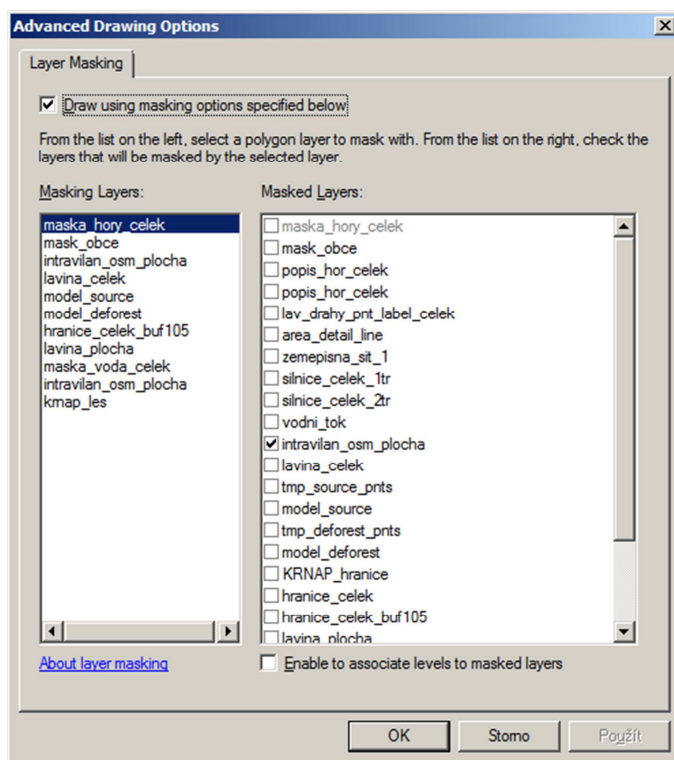 Advanced Drawing Options
Layer Masking
Draw using masking options specified below
From the list on the left, select a polygon layer to mask with. From the list on the right, check the
layers that will be masked by the selected layer.
Masking Layers:
maska_hory_celek
mask_obce
intravilan_osm_plocha
lavina_celek
model_source
model_deforest
hranice_celek_buf105
lavina_plocha
maska_voda_celek
intravilan_osm_plocha
krnap_les
Masked Layers:
maska_hory_celek
mask_obce
popis_hor_celek
popis_hor_celek
lav_drahy_pnt_label_celek
area_detail_line
zemepisna_sit_1
silnice_celek_1tr
silnice_celek_2tr
vodni_tok
intravilan_osm_plocha
lavina_celek
tmp_source_pnts
model_source
tmp_deforest_pnts
model_deforest
KRNAP_hranice
hranice_celek
hranice_celek_buf105
lavina_plocha
About layer masking
Enable to associate levels to masked layers
OK
Storno
Použít